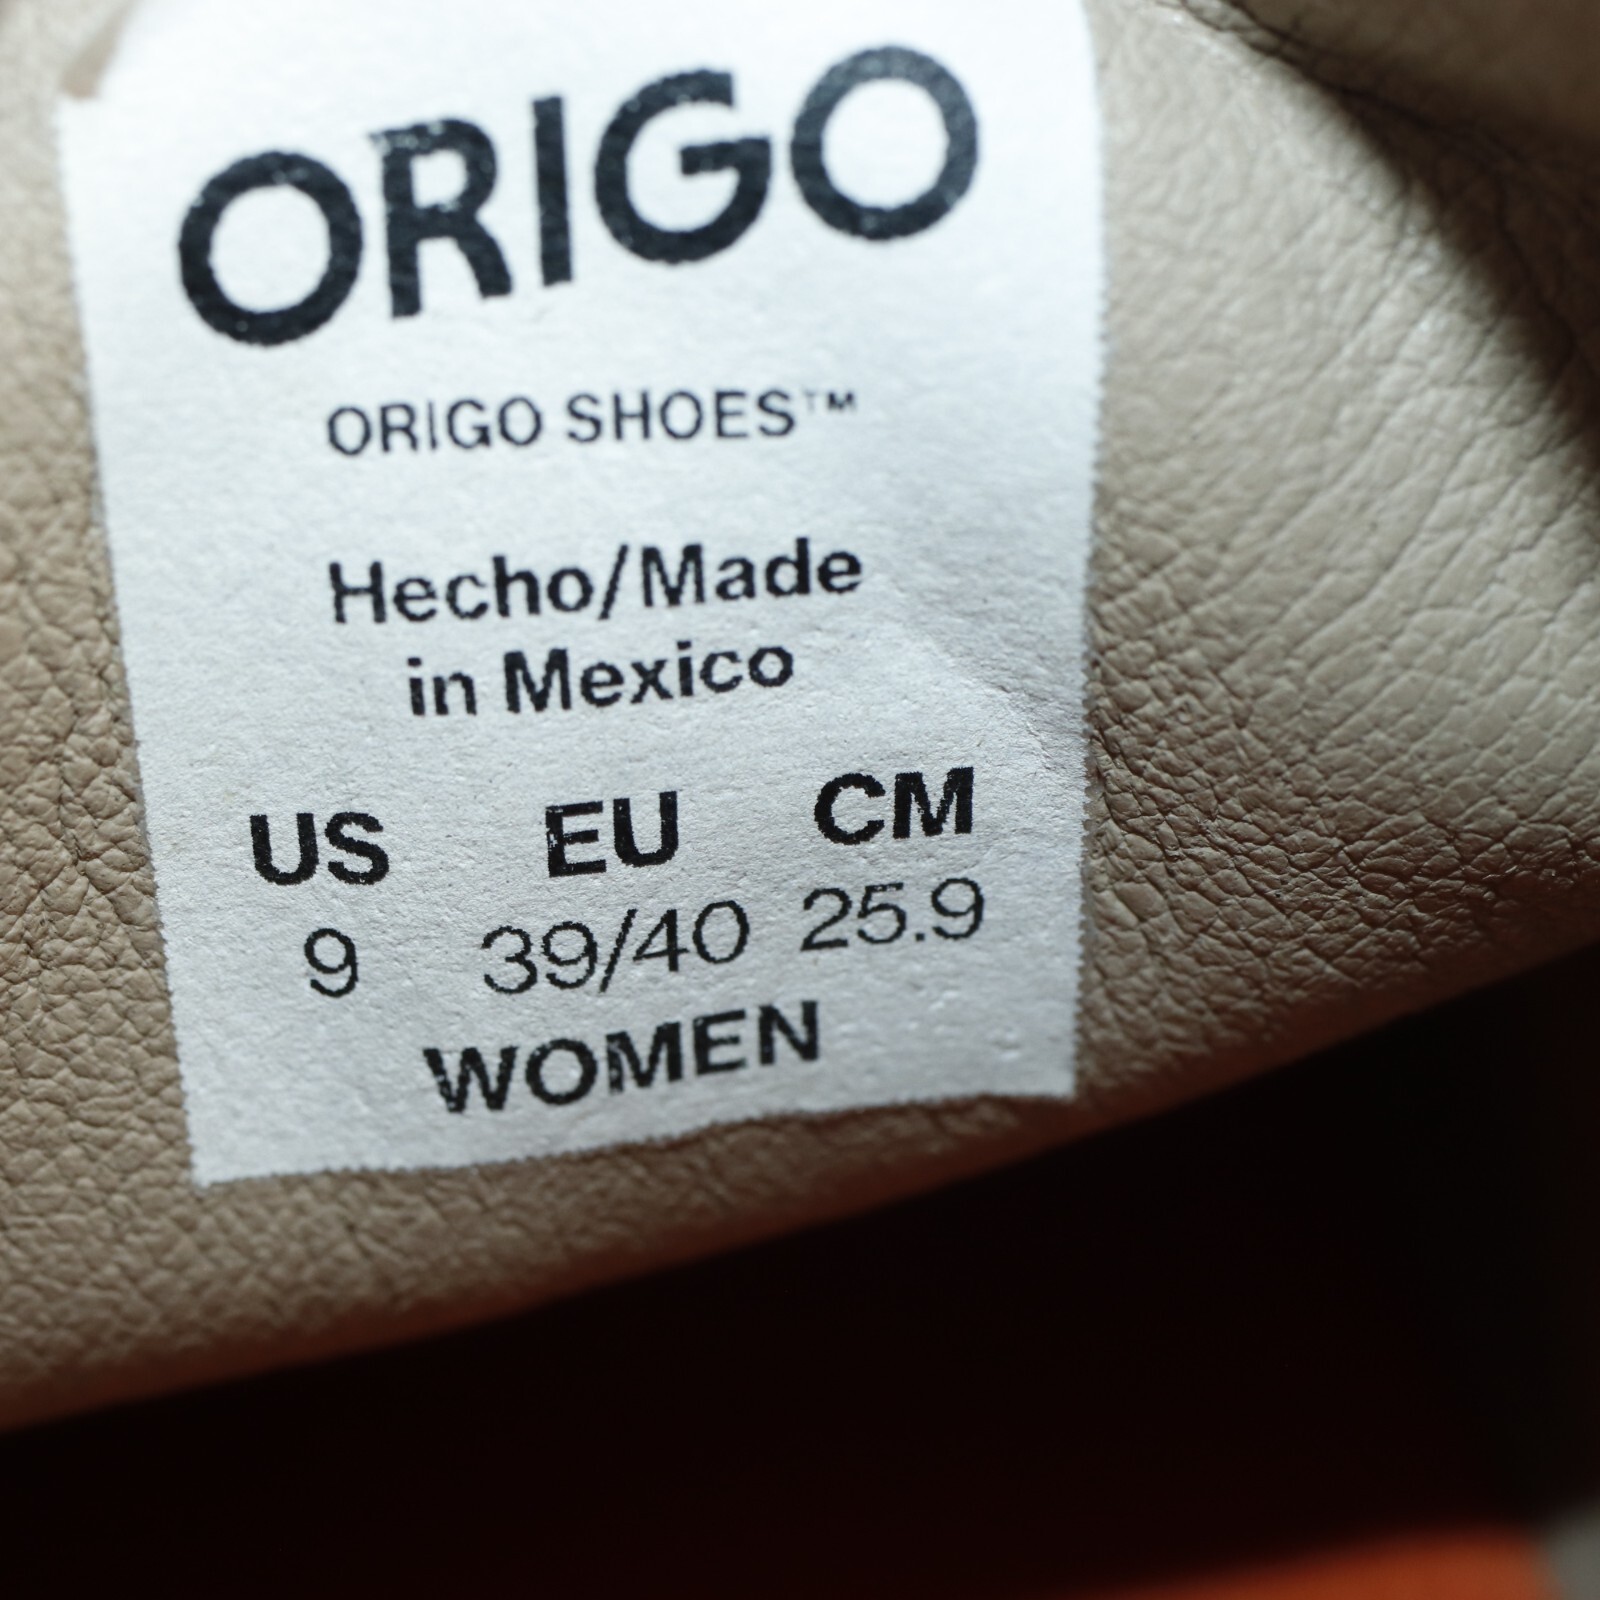 ORIGO
ORIGO SHOES™
Hecho/Made
in Mexico
US EU CM
9 39/40 25.9
WOMEN